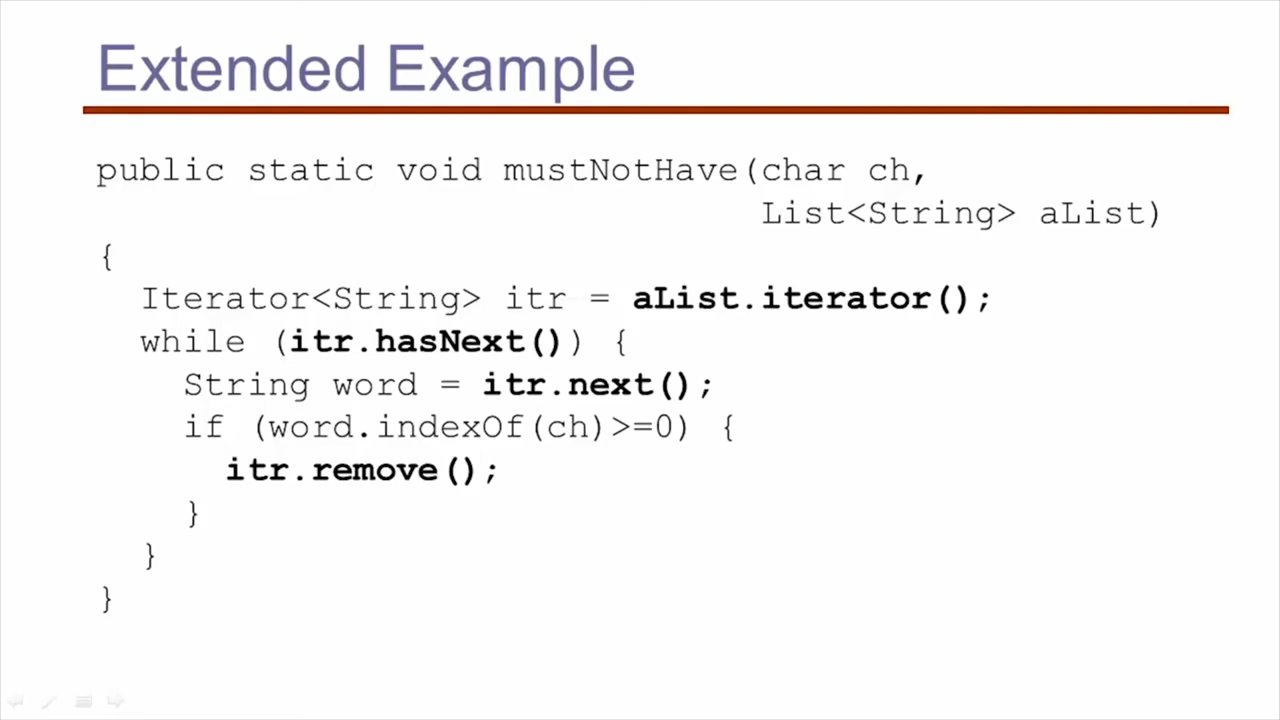 Extended Example
public static void mustNotHave(char ch,
List<String> aList)
{
Iterator<String> itr = aList.iterator();
while (itr.hasNext()) {
String word = itr.next();
if (word.indexOf(ch)>=0) {
itr.remove();
}
}
}